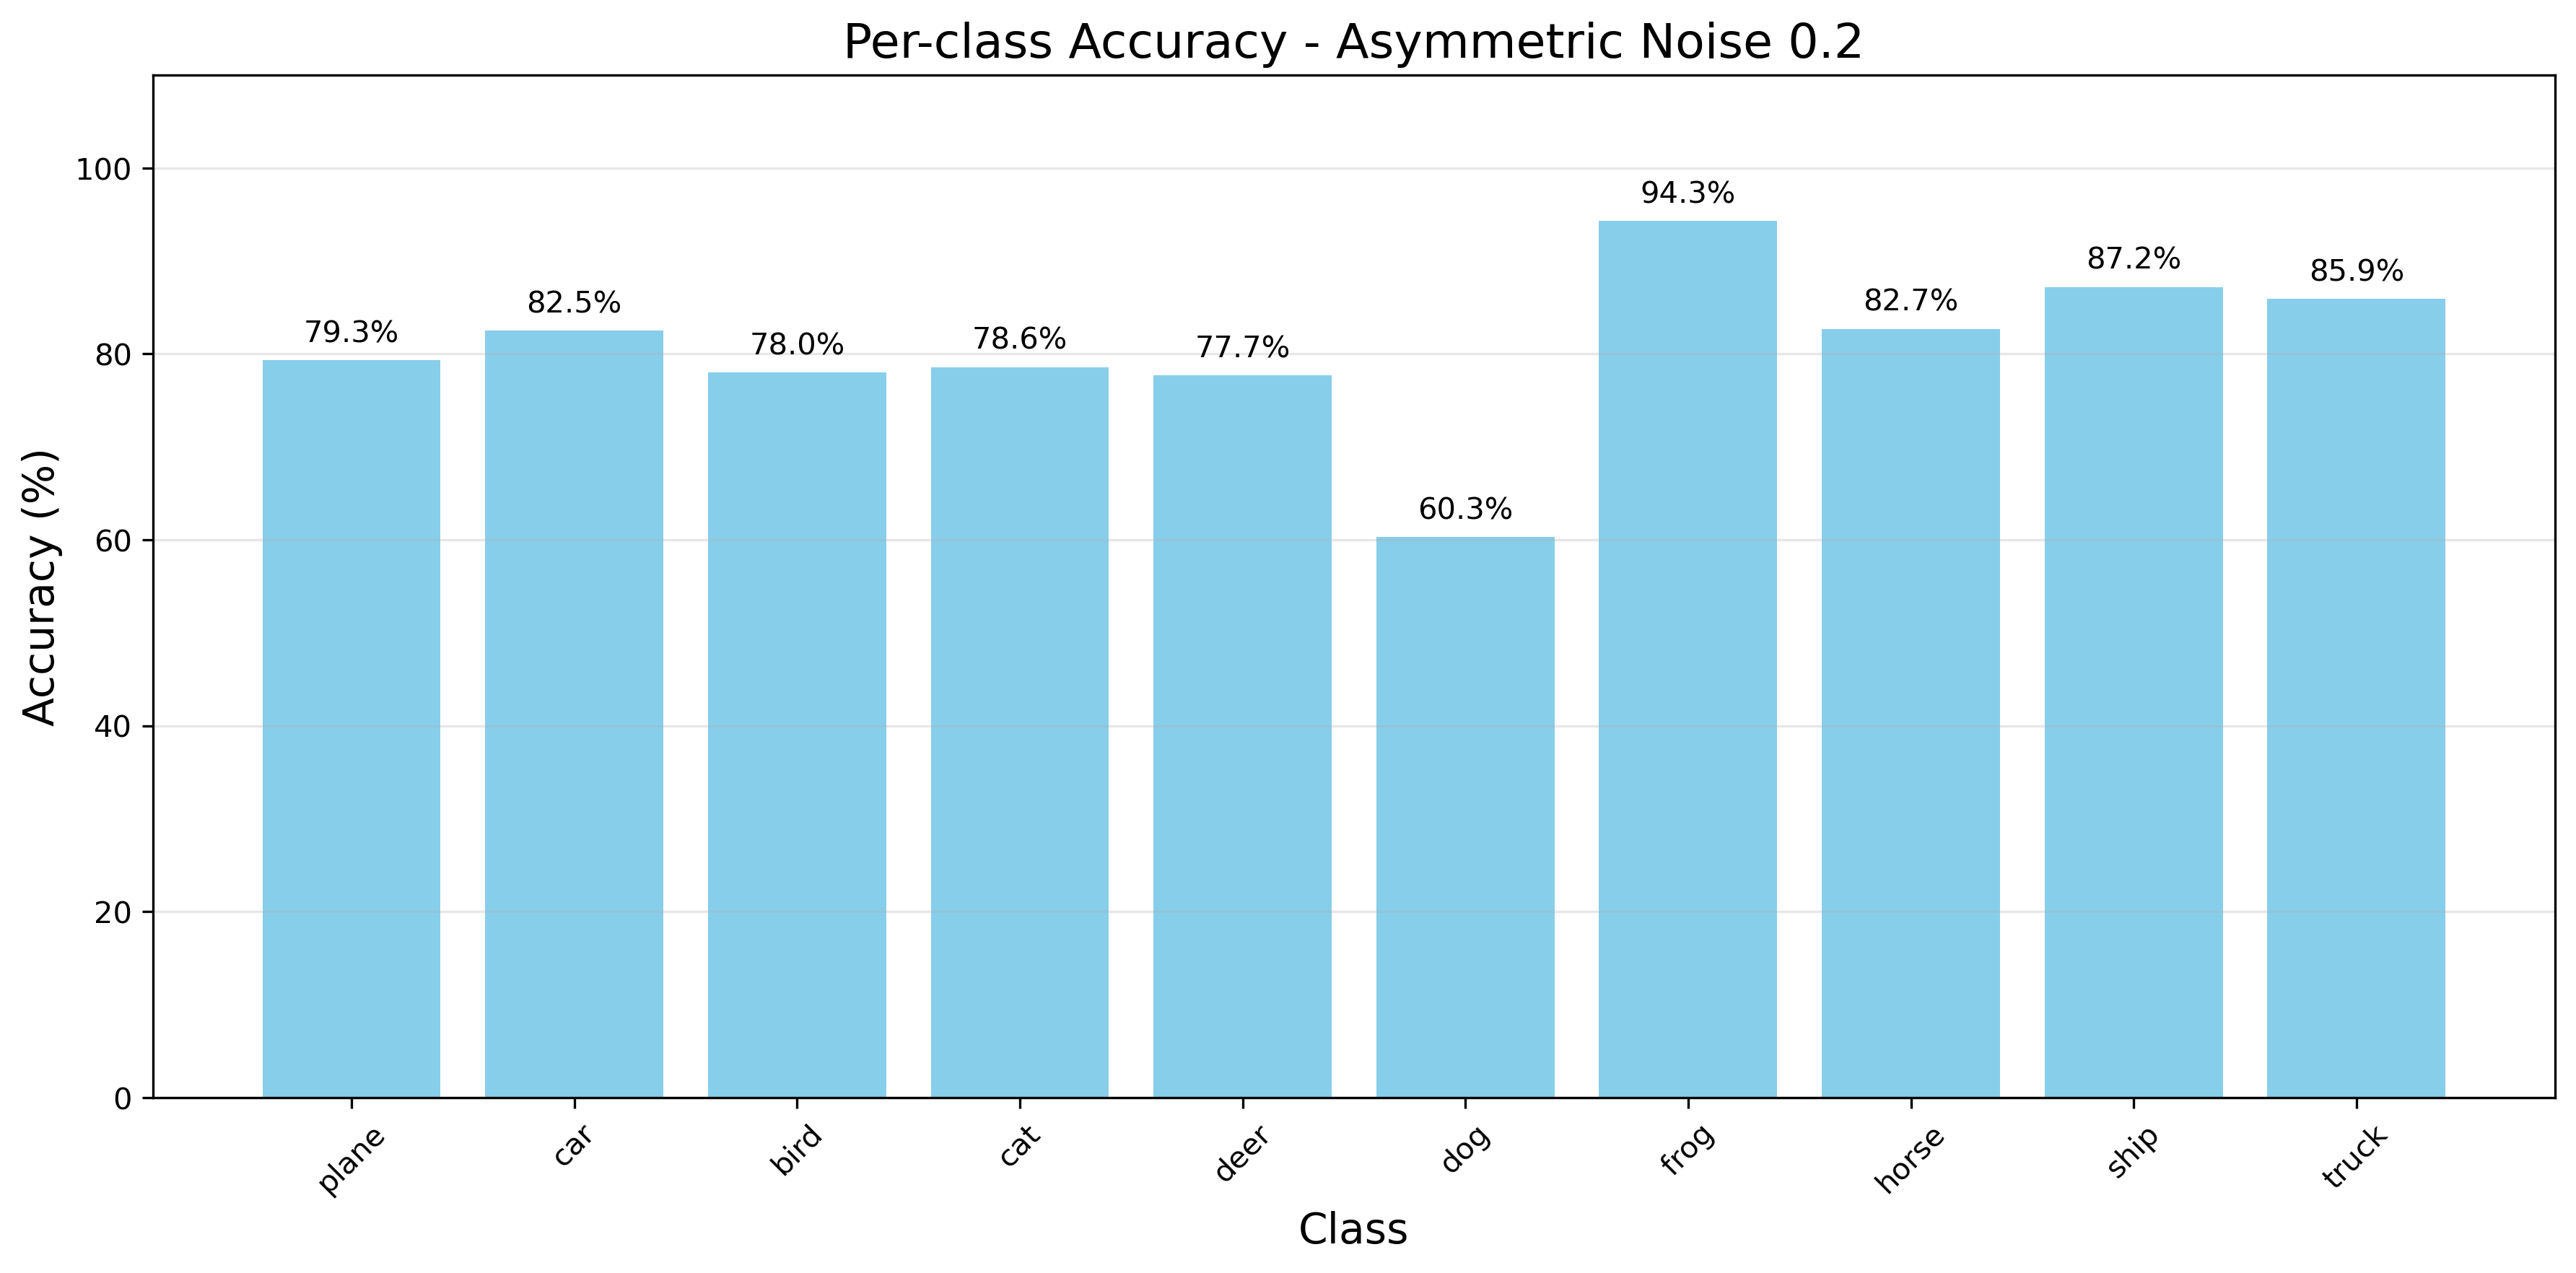 Per-class Accuracy - Asymmetric Noise 0.2
Accuracy (%)
100
80
60
40
20
0
79.3%
82.5%
78.0%
78.6%
77.7%
60.3%
94.3%
82.7%
87.2%
85.9%
plane
car
bird
cat
deer
dog
frog
horse
ship
truck
Class